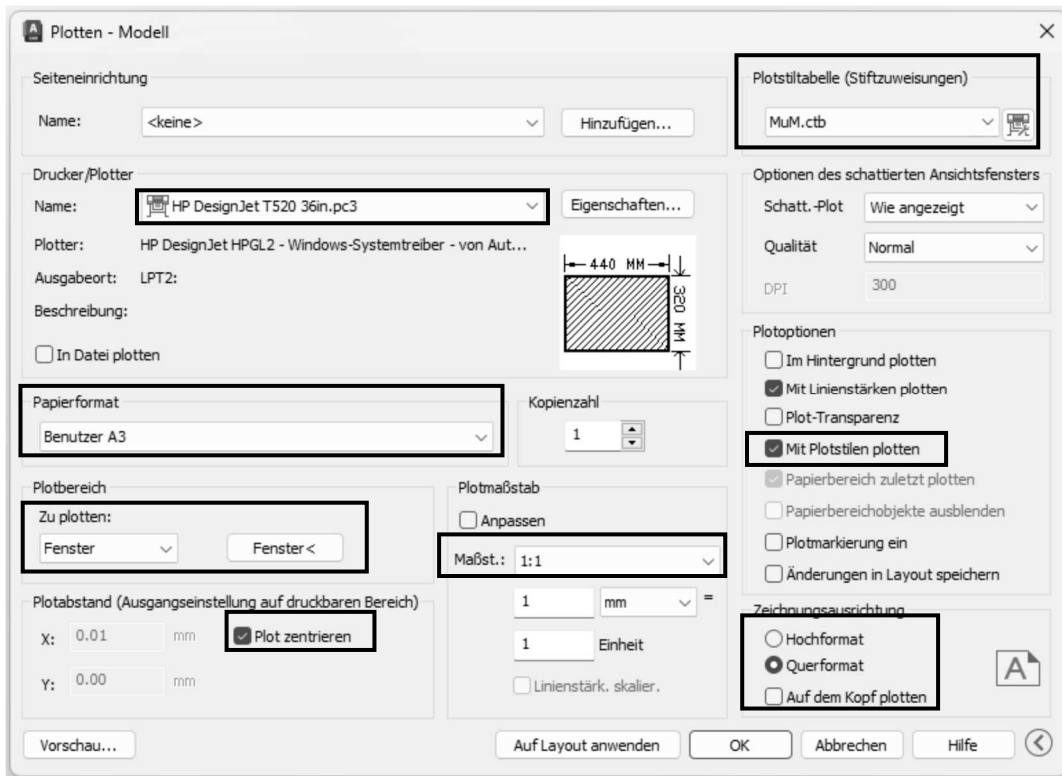 Plotten - Modell
Seiteneinrichtung
Name: <keine> Hinzufügen...
Plotstiltabelle (Stiftzuweisungen)
MuM.ctb
Drucker/Plotter
Name: HP DesignJet T520 36in.pc3 Eigenschaften...
Plotter: HP DesignJet HPGL2 - Windows-Systemtreiber - von Aut...
Ausgabeort: LPT2:
Beschreibung:
In Datei plotten
440 MM
320 MM
Optionen des schattierten Ansichtsfensters
Schatt.-Plot Wie angezeigt
Qualität Normal
DPI 300
Papierformat
Benutzer A3
Kopienzahl
1
Plotoptionen
Im Hintergrund plotten
Mit Linienstärken plotten
Plot-Transparenz
Mit Plotstilen plotten
Papierbereich zuletzt plotten
Papierbereichobjekte ausblenden
Plotmarkierung ein
Änderungen in Layout speichern
Plotbereich
Zu plotten:
Fenster Fenster<
Plotmaßstab
Anpassen
Maßst.: 1:1
1 mm =
1 Einheit
Linienstärk. skalier.
Plotabstand (Ausgangseinstellung auf druckbaren Bereich)
X: 0.01 mm Plot zentrieren
Y: 0.00 mm
Zeichnungsausrichtung
Hochformat
Querformat
Auf dem Kopf plotten
A
Vorschau... Auf Layout anwenden OK Abbrechen Hilfe